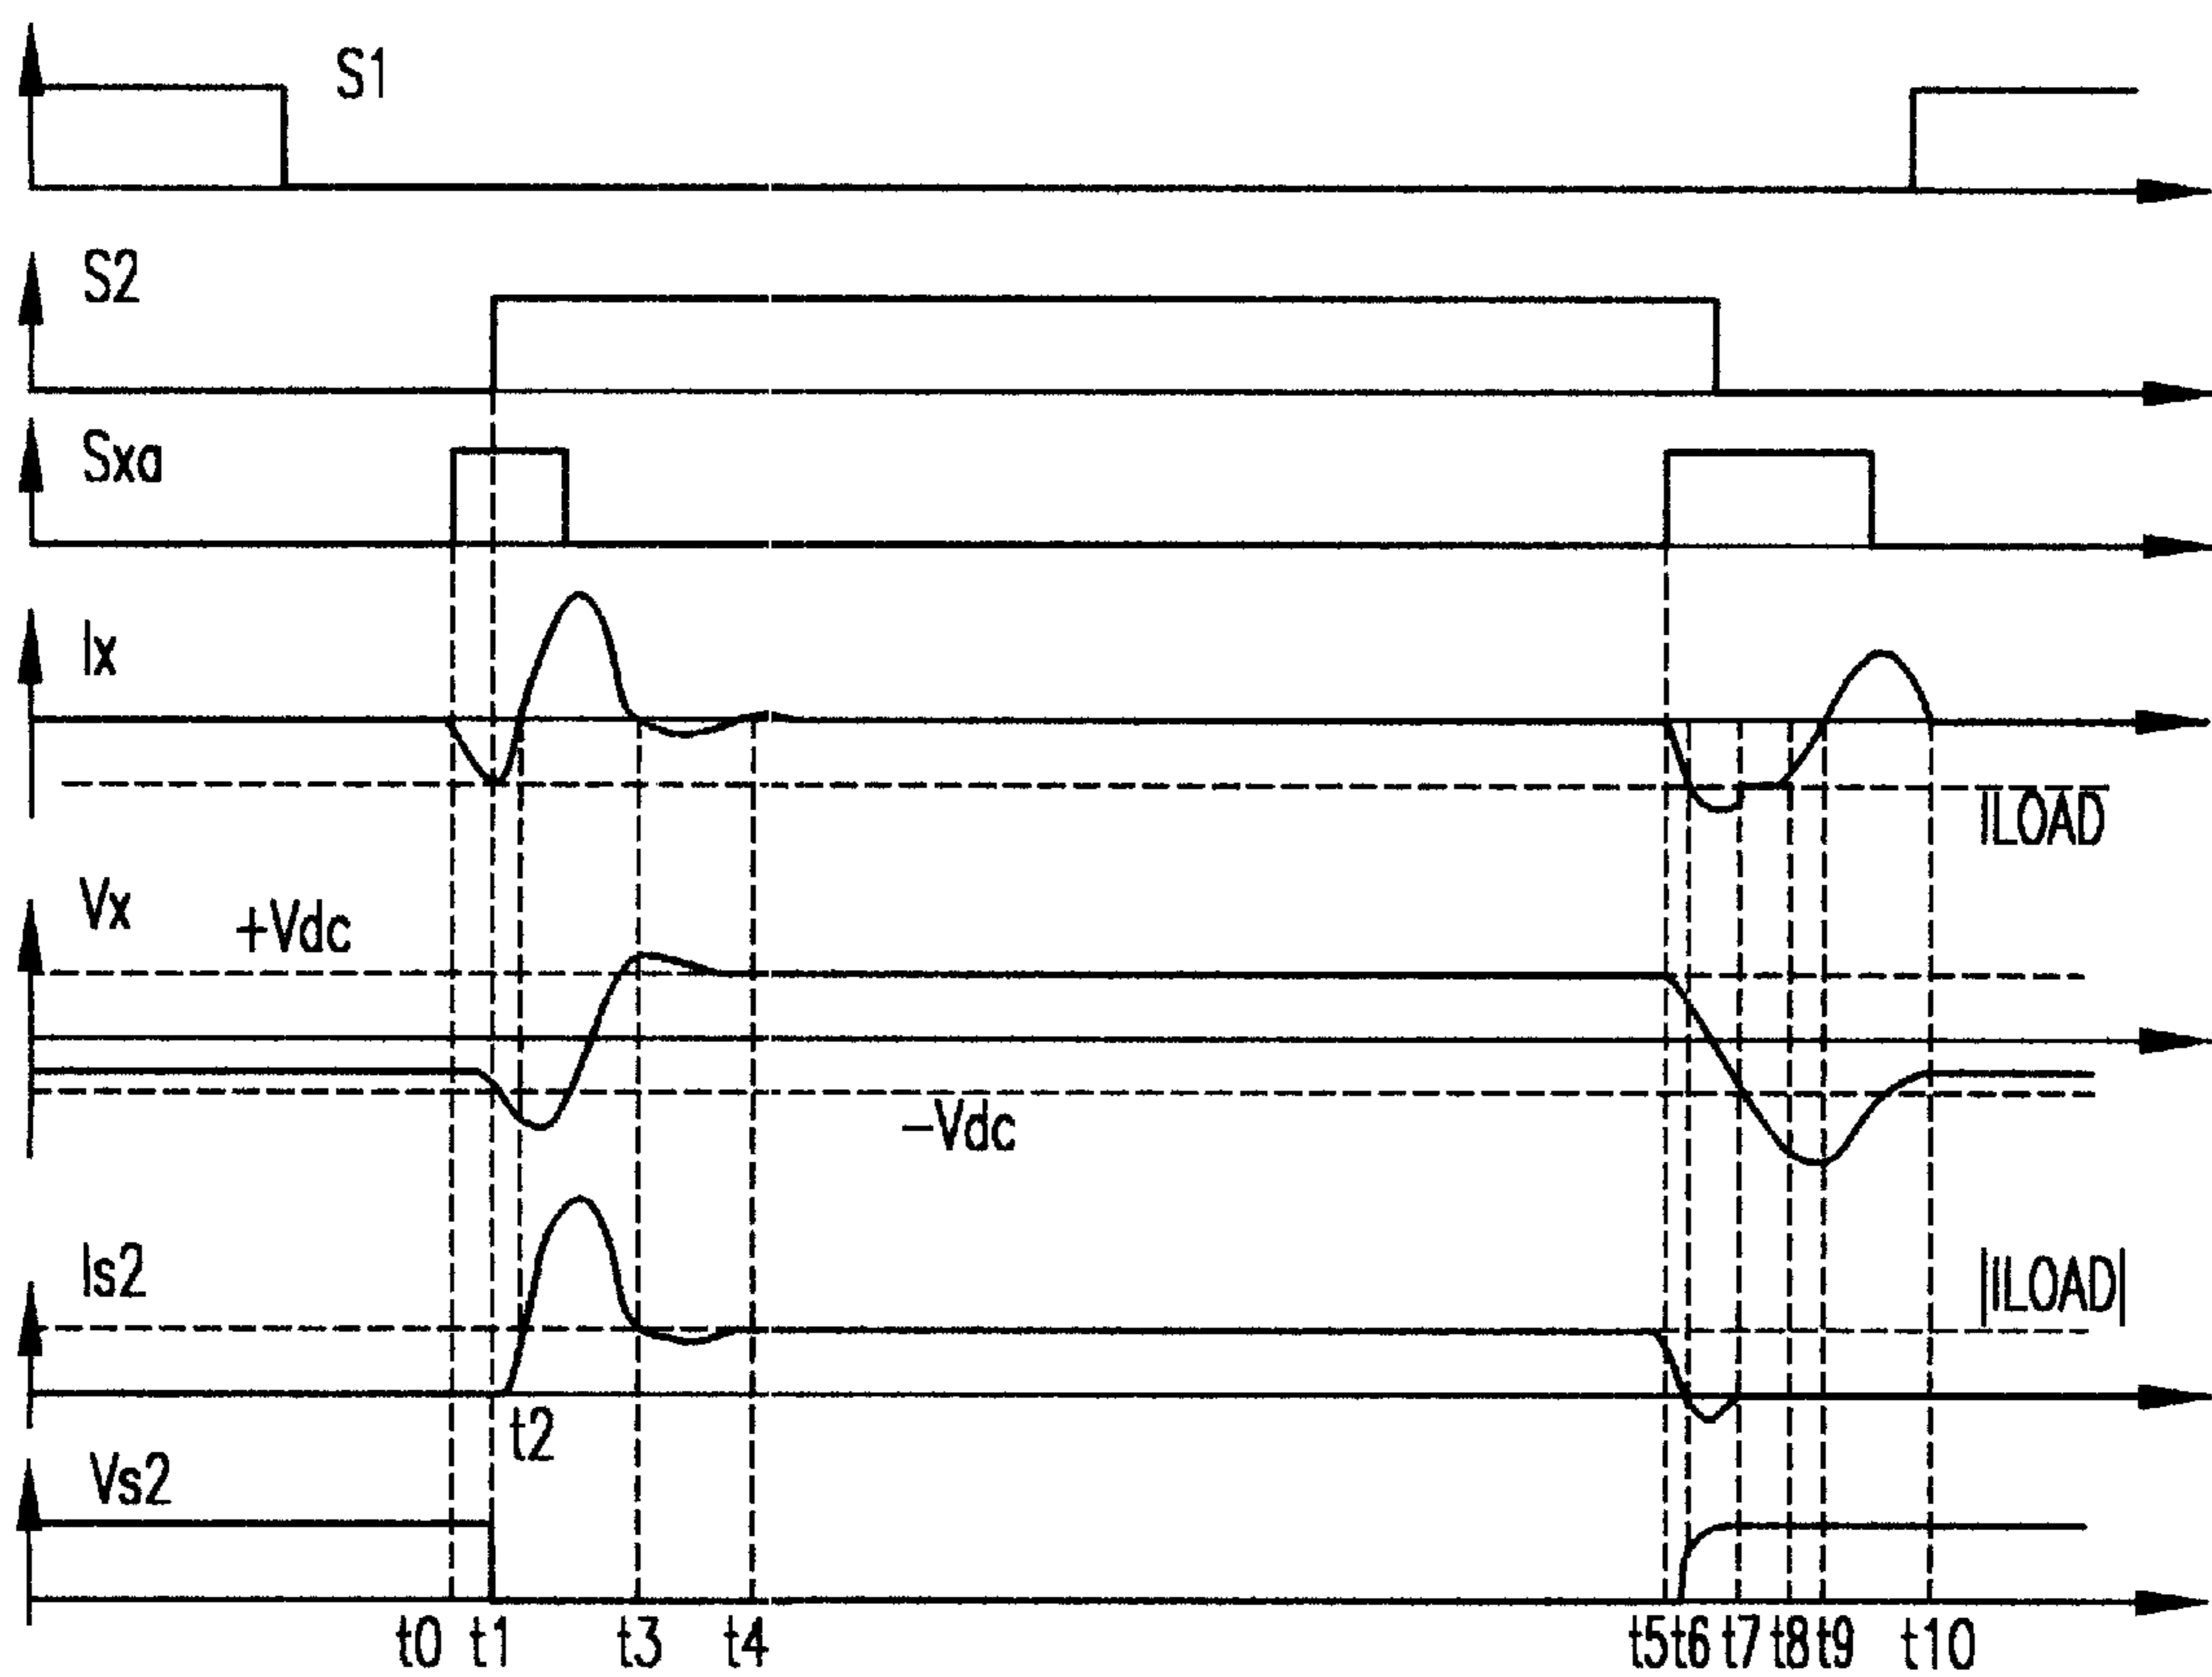 S1
S2
Sxa
Ix
ILOAD
Vx
+Vdc
-Vdc
Is2
|ILOAD|
t2
Vs2
t0 t1 t3 t4 t5 t6 t7 t8 t9 t10